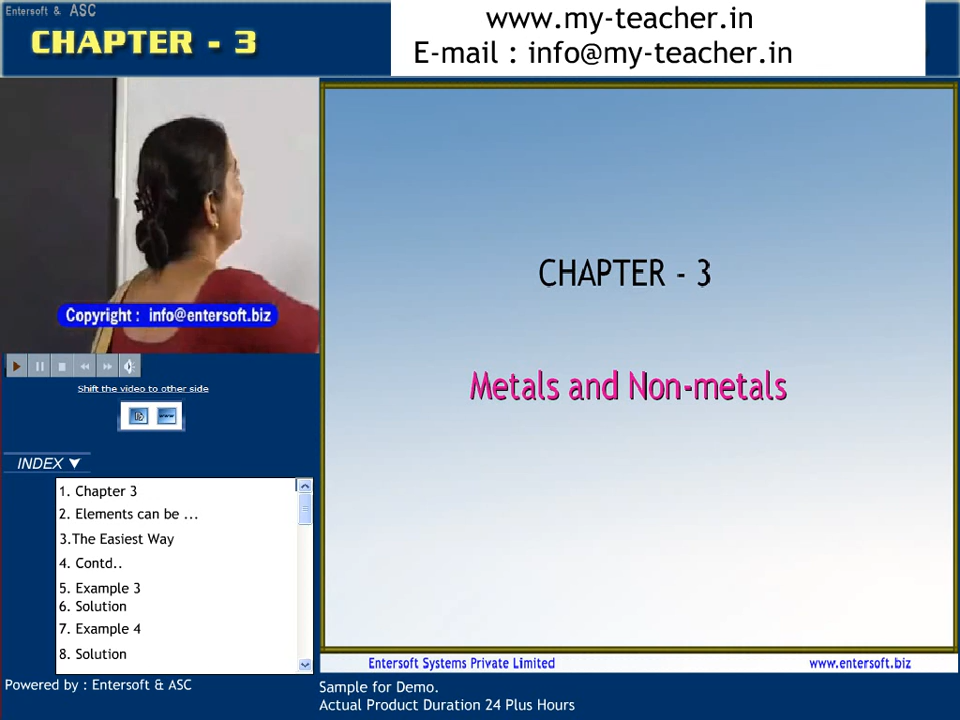 Entersoft & ASC
CHAPTER - 3
www.my-teacher.in
E-mail : info@my-teacher.in
Copyright : info@entersoft.biz
Shift the video to other side
www
INDEX
1. Chapter 3
2. Elements can be ...
3.The Easiest Way
4. Contd..
5. Example 3
6. Solution
7. Example 4
8. Solution
CHAPTER - 3
Metals and Non-metals
Entersoft Systems Private Limited
www.entersoft.biz
Powered by : Entersoft & ASC
Sample for Demo.
Actual Product Duration 24 Plus Hours